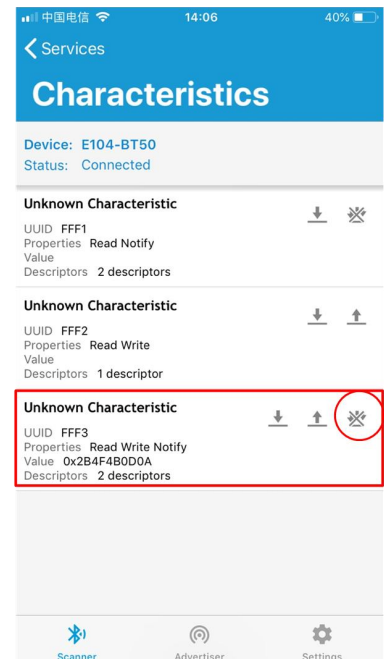 中国电信 14:06 40%
Services
Characteristics
Device: E104-BT50
Status: Connected
Unknown Characteristic
UUID FFF1
Properties Read Notify
Value
Descriptors 2 descriptors
Unknown Characteristic
UUID FFF2
Properties Read Write
Value
Descriptors 1 descriptor
Unknown Characteristic
UUID FFF3
Properties Read Write Notify
Value 0x2B4F4B0D0A
Descriptors 2 descriptors
Scanner Advertiser Settings